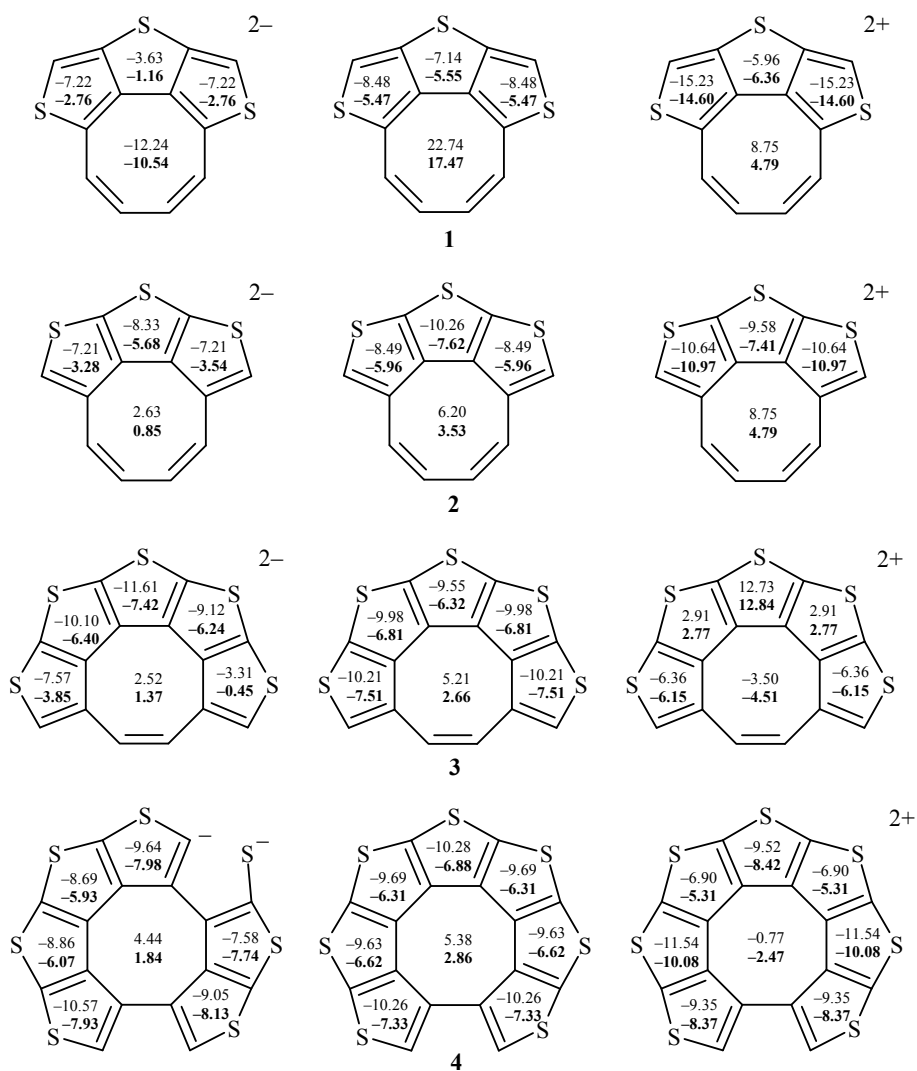 2–
S
–3.63
–1.16
–7.22
–2.76
–7.22
–2.76
S
S
–12.24
–10.54
S
–7.14
–5.55
–8.48
–5.47
–8.48
–5.47
S
S
22.74
17.47
1
2+
S
–5.96
–6.36
–15.23
–14.60
–15.23
–14.60
S
S
8.75
4.79
2–
S
S
S
–8.33
–5.68
–7.21
–3.28
–7.21
–3.54
2.63
0.85
S
S
S
–10.26
–7.62
–8.49
–5.96
–8.49
–5.96
6.20
3.53
2
2+
S
S
S
–9.58
–7.41
–10.64
–10.97
–10.64
–10.97
8.75
4.79
2–
S
S
S
–11.61
–7.42
–10.10
–6.40
–9.12
–6.24
S
S
–7.57
–3.85
2.52
1.37
–3.31
–0.45
S
S
S
–9.55
–6.32
–9.98
–6.81
–9.98
–6.81
S
S
–10.21
–7.51
5.21
2.66
–10.21
–7.51
3
2+
S
S
S
12.73
12.84
2.91
2.77
2.91
2.77
S
S
–6.36
–6.15
–3.50
–4.51
–6.36
–6.15
S
–
S–
S
–9.64
–7.98
–8.69
–5.93
S
S
–8.86
–6.07
4.44
1.84
–7.58
–7.74
–10.57
–7.93
–9.05
–8.13
S
S
S
S
S
–10.28
–6.88
–9.69
–6.31
–9.69
–6.31
S
S
–9.63
–6.62
5.38
2.86
–9.63
–6.62
–10.26
–7.33
–10.26
–7.33
S
S
4
2+
S
S
S
–9.52
–8.42
–6.90
–5.31
–6.90
–5.31
S
S
–11.54
–10.08
–0.77
–2.47
–11.54
–10.08
–9.35
–8.37
–9.35
–8.37
S
S